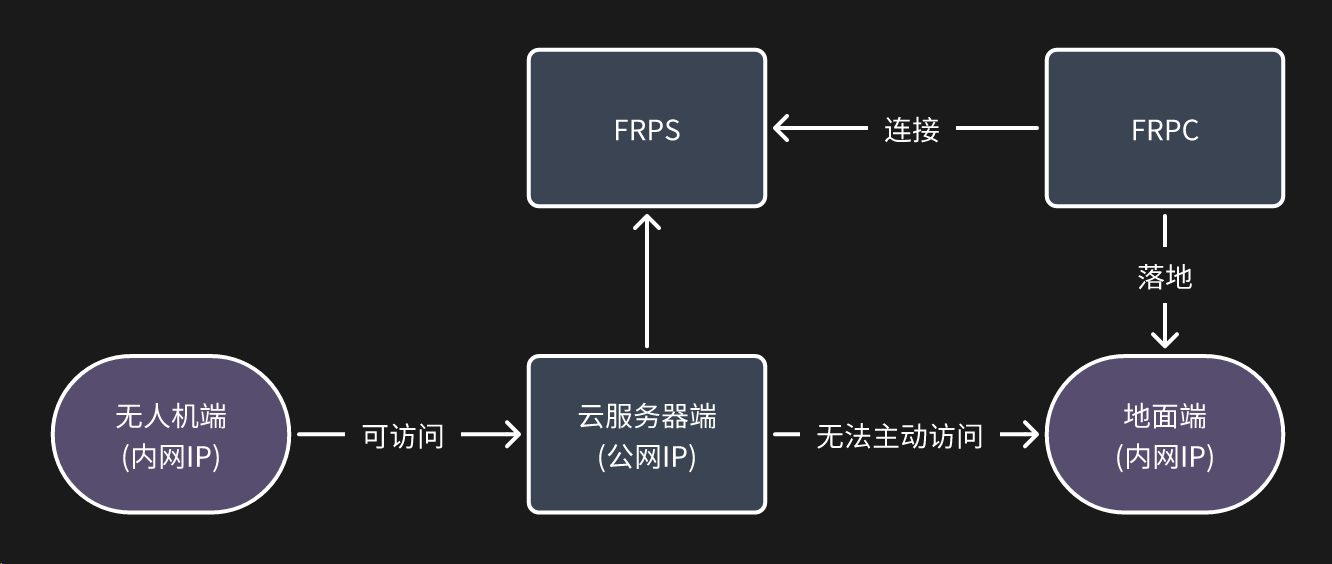 FRPS
连接
FRPC
落地
无人机端
(内网IP)
可访问
云服务器端
(公网IP)
无法主动访问
地面端
(内网IP)